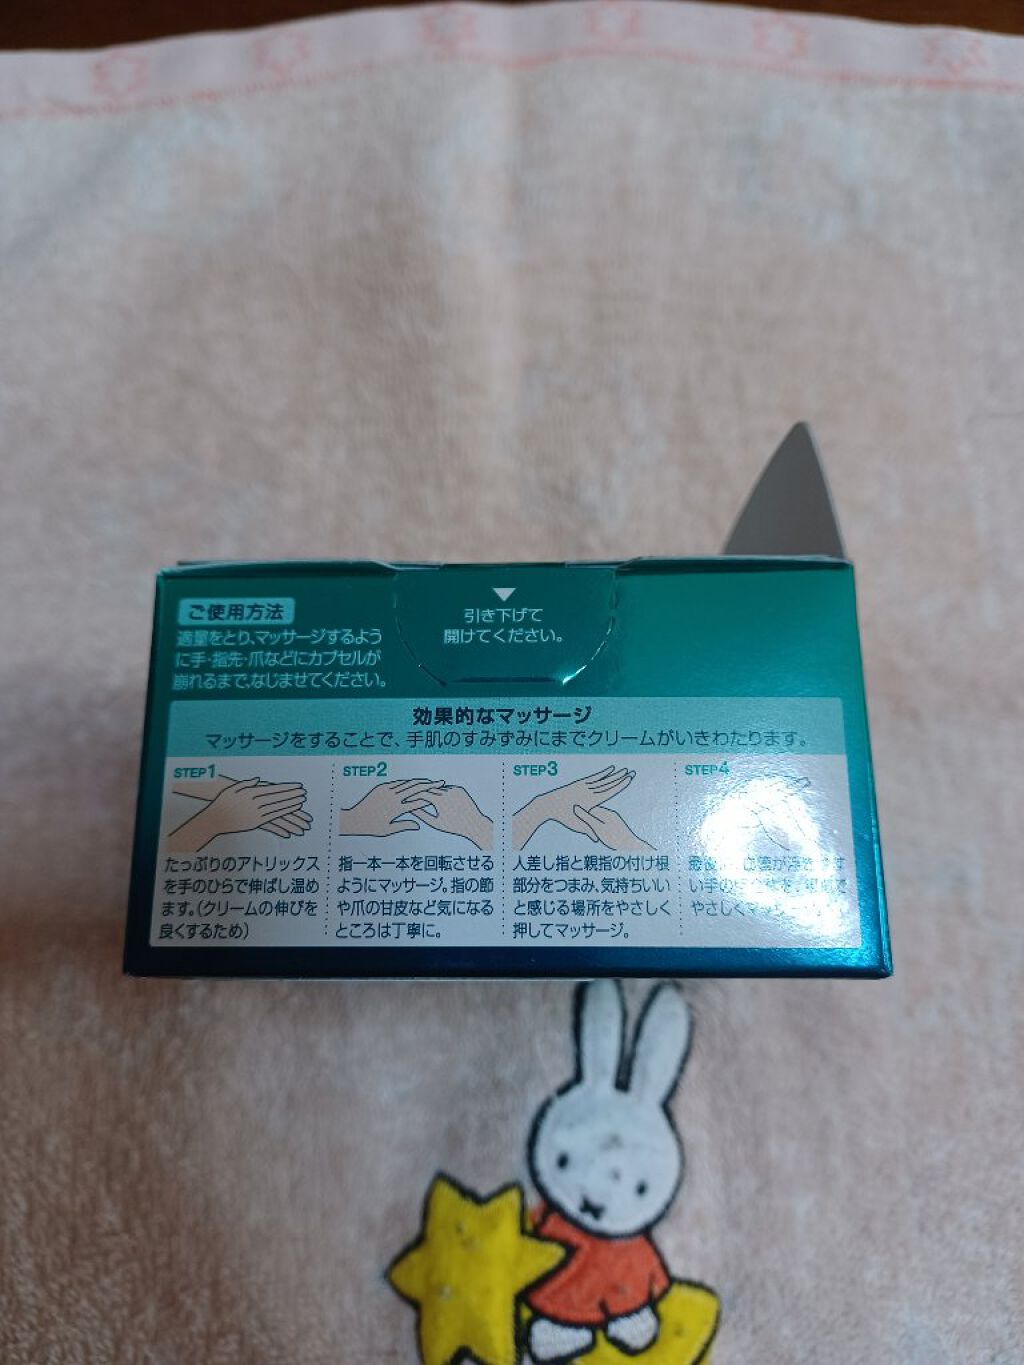 ご使用方法
適量をとり、マッサージするよう
に手・指先・爪などにカプセルが
崩れるまで、なじませてください。
引き下げて
開けてください。
効果的なマッサージ
マッサージをすることで、手肌のすみずみにまでクリームがいきわたります。
STEP1
たっぷりのアトリックス
を手のひらで伸ばし温め
ます。(クリームの伸びを
良くするため)
STEP2
指一本一本を回転させる
ようにマッサージ。指の節
や爪の甘皮など気になる
ところは丁寧に。
STEP3
人差し指と親指の付け根
部分をつまみ、気持ちいい
と感じる場所をやさしく
押してマッサージ。
STEP4
い手の
やさしくマッ